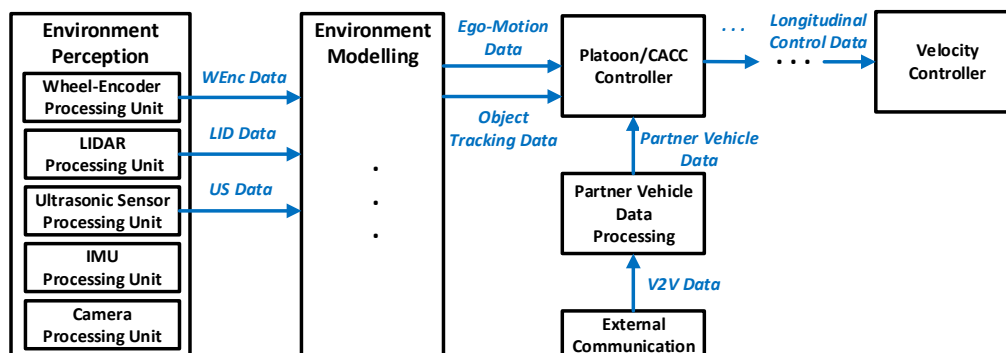 Environment
Perception
Wheel-Encoder
Processing Unit
LIDAR
Processing Unit
Ultrasonic Sensor
Processing Unit
IMU
Processing Unit
Camera
Processing Unit
WEnc Data
LID Data
US Data
Environment
Modelling
.
.
.
Ego-Motion
Data
Object
Tracking Data
Platoon/CACC
Controller
Partner Vehicle
Data
Partner Vehicle
Data
Processing
V2V Data
External
Communication
. . .
Longitudinal
Control Data
. . .
Velocity
Controller